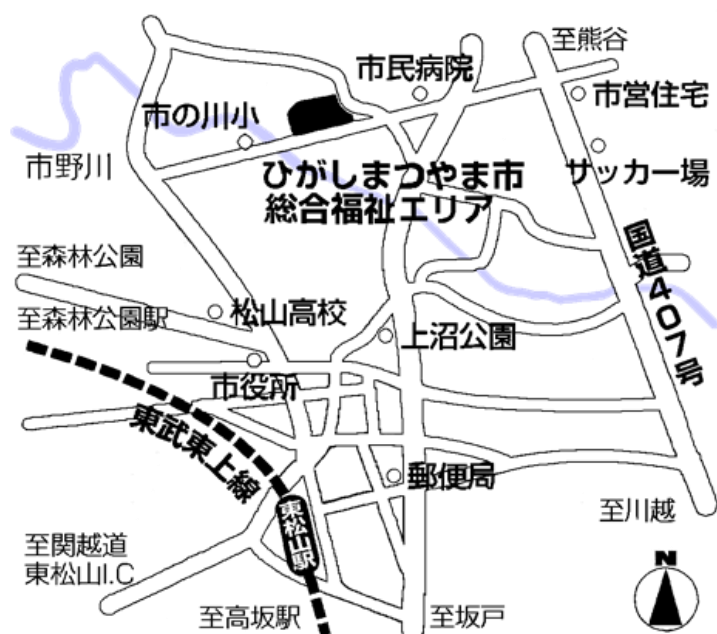 至熊谷
市民病院
市営住宅
市の川小
サッカー場
市野川
ひがしまつやま市
総合福祉エリア
国道407号
至森林公園
至森林公園駅
松山高校
上沼公園
市役所
東武東上線
郵便局
至川越
東松山駅
至関越道
東松山I.C
至高坂駅
至坂戸
N